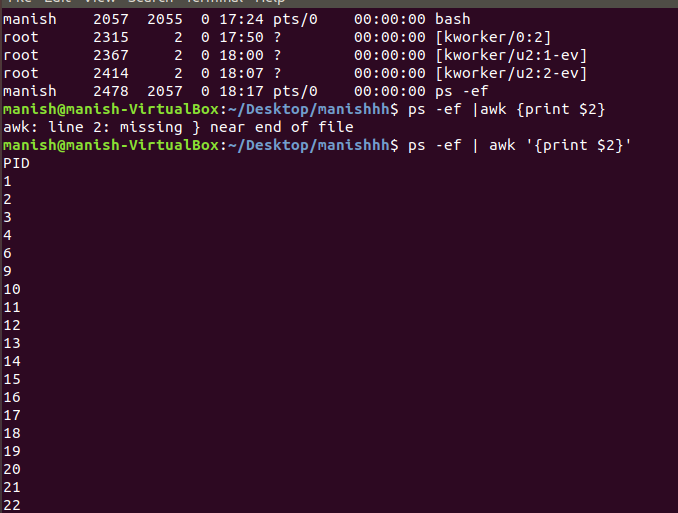 manish 2057 2055 0 17:24 pts/0 00:00:00 bash
root 2315 2 0 17:50 ? 00:00:00 [kworker/0:2]
root 2367 2 0 18:00 ? 00:00:00 [kworker/u2:1-ev]
root 2414 2 0 18:07 ? 00:00:00 [kworker/u2:2-ev]
manish 2478 2057 0 18:17 pts/0 00:00:00 ps -ef
manish@manish-VirtualBox:~/Desktop/manishhh$ ps -ef |awk {print $2}
awk: line 2: missing } near end of file
manish@manish-VirtualBox:~/Desktop/manishhh$ ps -ef | awk '{print $2}'
PID
1
2
3
4
6
9
10
11
12
13
14
15
16
17
18
19
20
21
22